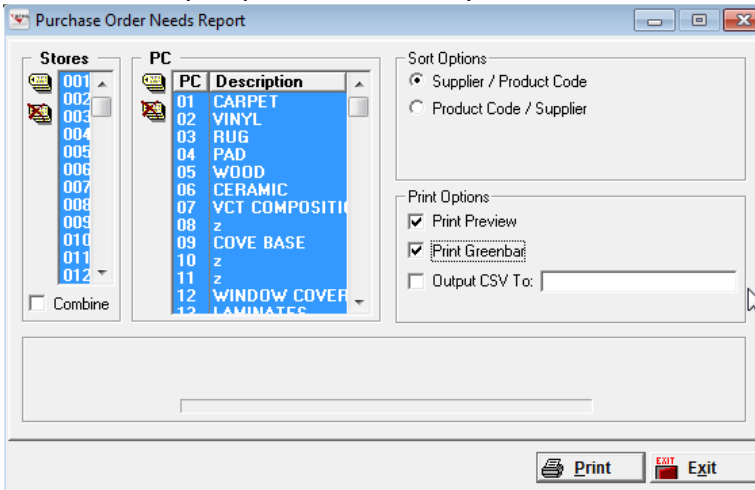 Purchase Order Needs Report
Stores
001
002
003
004
005
006
007
008
009
010
011
012
Combine
PC
PC Description
01 CARPET
02 VINYL
03 RUG
04 PAD
05 WOOD
06 CERAMIC
07 VCT COMPOSITI
08 z
09 COVE BASE
10 z
11 z
12 WINDOW COVER
13 LAMINATES
Sort Options
Supplier / Product Code
Product Code / Supplier
Print Options
Print Preview
Print Greenbar
Output CSV To:
Print
EXIT Exit